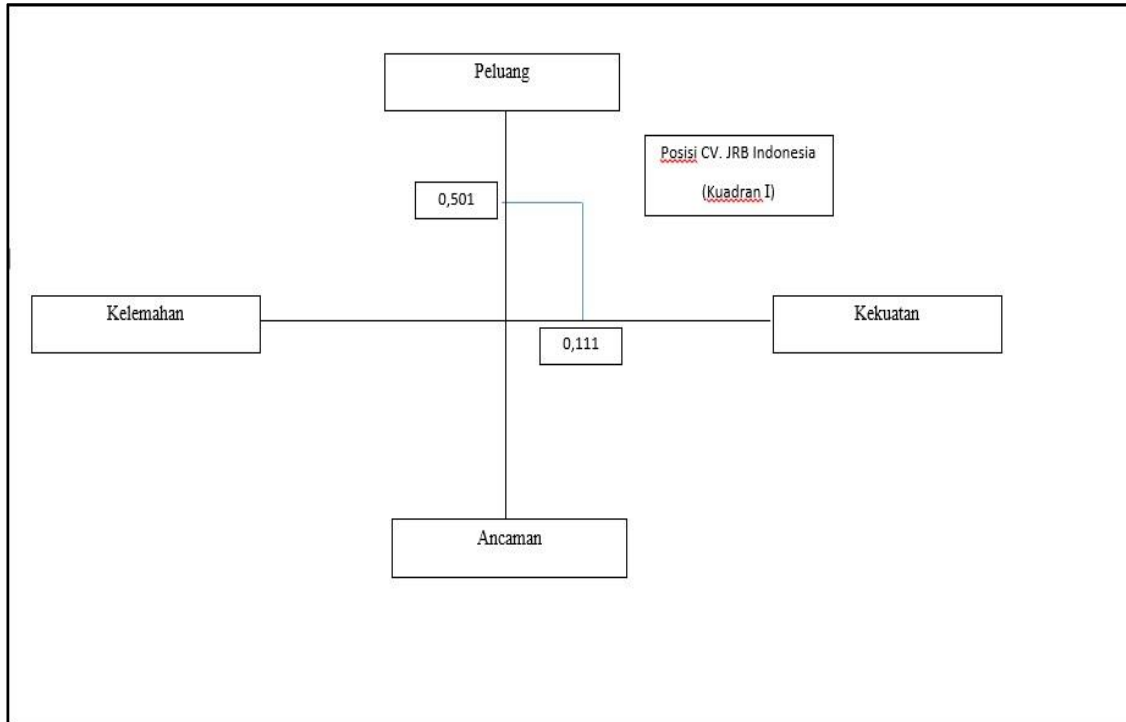 Peluang
Posisi CV. JRB Indonesia
(Kuadran I)
0,501
Kelemahan
Kekuatan
0,111
Ancaman